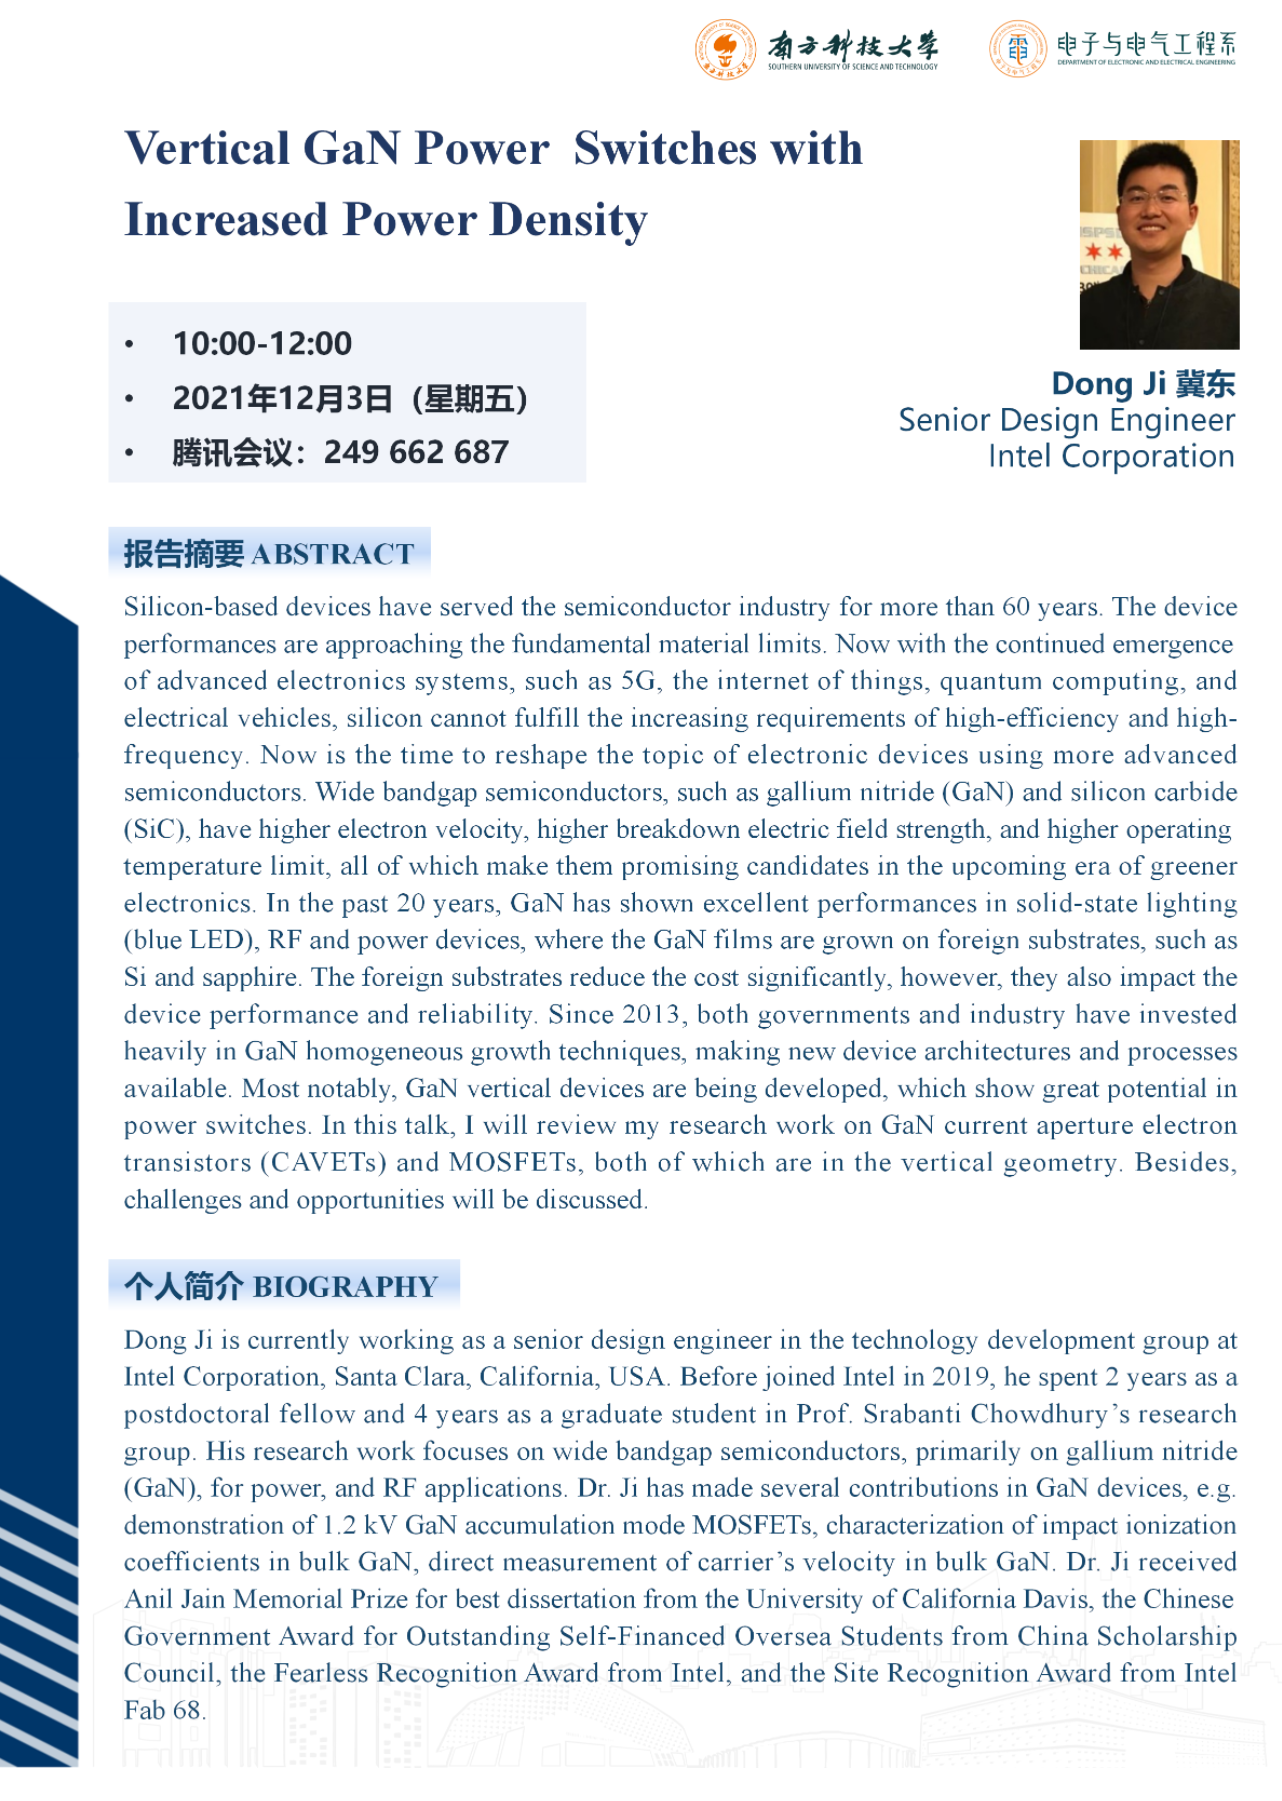 南方科技大学
SOUTHERN UNIVERSITY OF SCIENCE AND TECHNOLOGY
电子与电气工程系
DEPARTMENT OF ELECTRONIC AND ELECTRICAL ENGINEERING
Vertical GaN Power Switches with
Increased Power Density
• 10:00-12:00
• 2021年12月3日（星期五）
• 腾讯会议：249 662 687
Dong Ji 冀东
Senior Design Engineer
Intel Corporation
报告摘要 ABSTRACT
Silicon-based devices have served the semiconductor industry for more than 60 years. The device
performances are approaching the fundamental material limits. Now with the continued emergence
of advanced electronics systems, such as 5G, the internet of things, quantum computing, and
electrical vehicles, silicon cannot fulfill the increasing requirements of high-efficiency and high-
frequency. Now is the time to reshape the topic of electronic devices using more advanced
semiconductors. Wide bandgap semiconductors, such as gallium nitride (GaN) and silicon carbide
(SiC), have higher electron velocity, higher breakdown electric field strength, and higher operating
temperature limit, all of which make them promising candidates in the upcoming era of greener
electronics. In the past 20 years, GaN has shown excellent performances in solid-state lighting
(blue LED), RF and power devices, where the GaN films are grown on foreign substrates, such as
Si and sapphire. The foreign substrates reduce the cost significantly, however, they also impact the
device performance and reliability. Since 2013, both governments and industry have invested
heavily in GaN homogeneous growth techniques, making new device architectures and processes
available. Most notably, GaN vertical devices are being developed, which show great potential in
power switches. In this talk, I will review my research work on GaN current aperture electron
transistors (CAVETs) and MOSFETs, both of which are in the vertical geometry. Besides,
challenges and opportunities will be discussed.
个人简介 BIOGRAPHY
Dong Ji is currently working as a senior design engineer in the technology development group at
Intel Corporation, Santa Clara, California, USA. Before joined Intel in 2019, he spent 2 years as a
postdoctoral fellow and 4 years as a graduate student in Prof. Srabanti Chowdhury’s research
group. His research work focuses on wide bandgap semiconductors, primarily on gallium nitride
(GaN), for power, and RF applications. Dr. Ji has made several contributions in GaN devices, e.g.
demonstration of 1.2 kV GaN accumulation mode MOSFETs, characterization of impact ionization
coefficients in bulk GaN, direct measurement of carrier’s velocity in bulk GaN. Dr. Ji received
Anil Jain Memorial Prize for best dissertation from the University of California Davis, the Chinese
Government Award for Outstanding Self-Financed Oversea Students from China Scholarship
Council, the Fearless Recognition Award from Intel, and the Site Recognition Award from Intel
Fab 68.